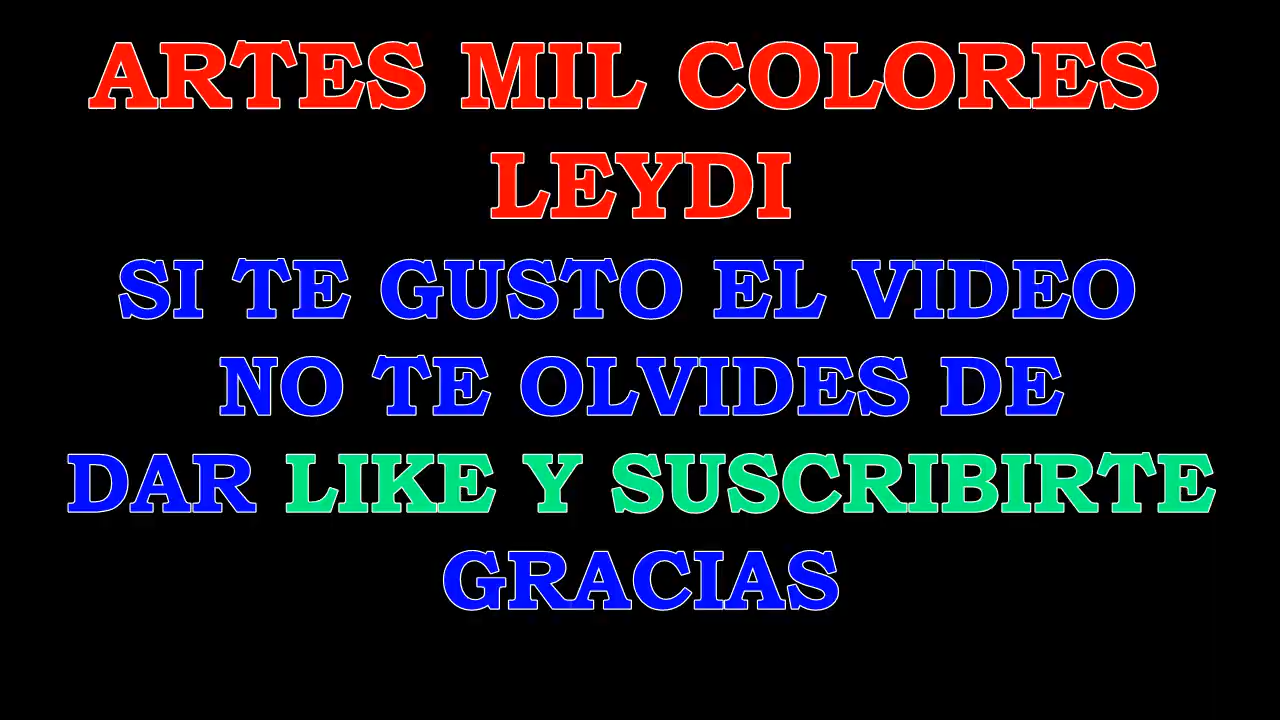 ARTES MIL COLORES
LEYDI
SI TE GUSTO EL VIDEO
NO TE OLVIDES DE
DAR LIKE Y SUSCRIBIRTE
GRACIAS